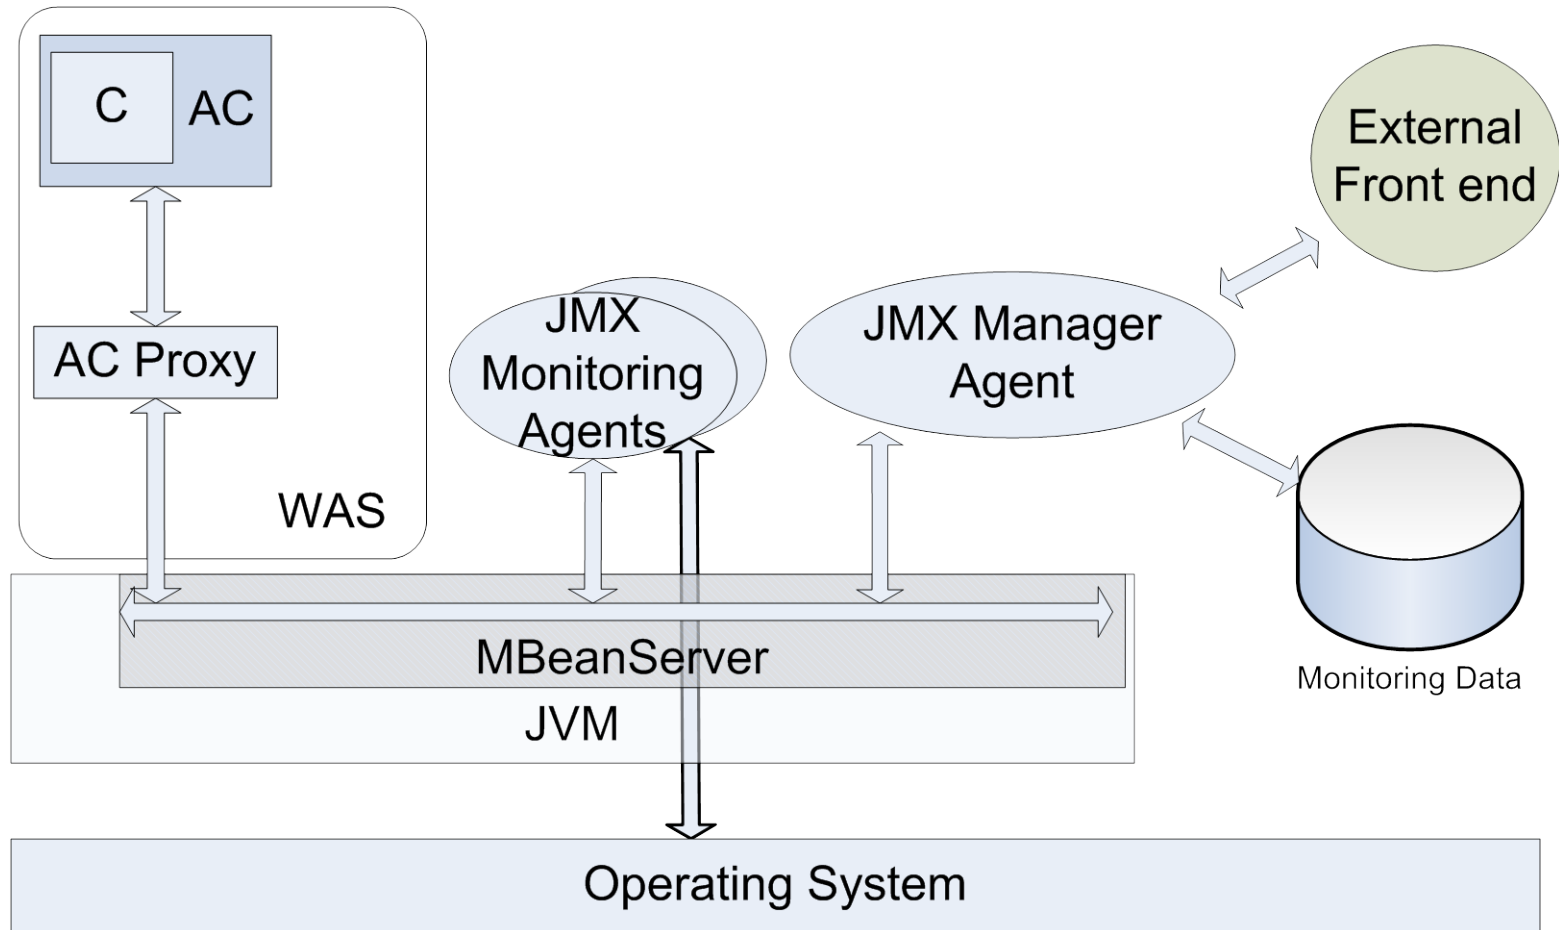 C
AC
AC Proxy
WAS
JMX
Monitoring
Agents
JMX Manager
Agent
External
Front end
Monitoring Data
MBeanServer
JVM
Operating System